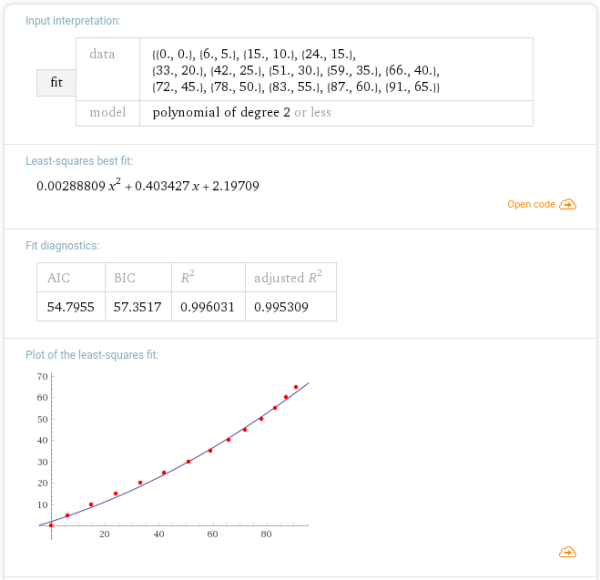 Input interpretation:
fit
data
{{0., 0.}, {6., 5.}, {15., 10.}, {24., 15.},
{33., 20.}, {42., 25.}, {51., 30.}, {59., 35.}, {66., 40.},
{72., 45.}, {78., 50.}, {83., 55.}, {87., 60.}, {91., 65.}}
model polynomial of degree 2 or less
Least-squares best fit:
0.00288809 x² + 0.403427 x + 2.19709
Open code
Fit diagnostics:
AIC BIC R² adjusted R²
54.7955 57.3517 0.996031 0.995309
Plot of the least-squares fit:
70
60
50
40
30
20
10
20 40 60 80